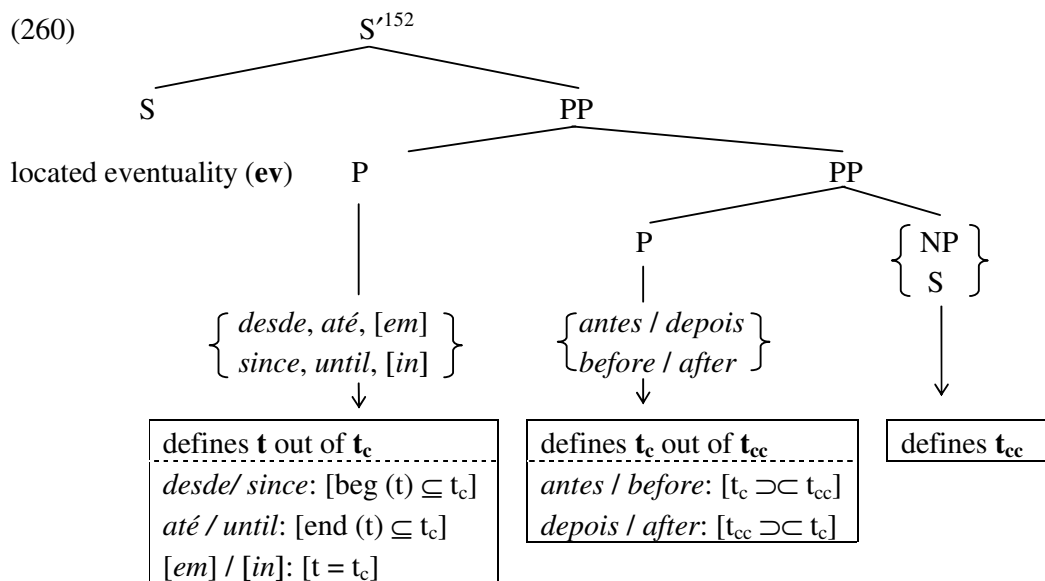 (260) S′152
S PP
located eventuality (ev) P PP
P NP
S
desde, até, [em] antes / depois
since, until, [in] before / after
defines t out of tc defines tc out of tcc defines tcc
desde/ since: [beg (t) ⊆ tc] antes / before: [tc ⊃⊂ tcc]
até / until: [end (t) ⊆ tc] depois / after: [tcc ⊃⊂ tc]
[em] / [in]: [t = tc]